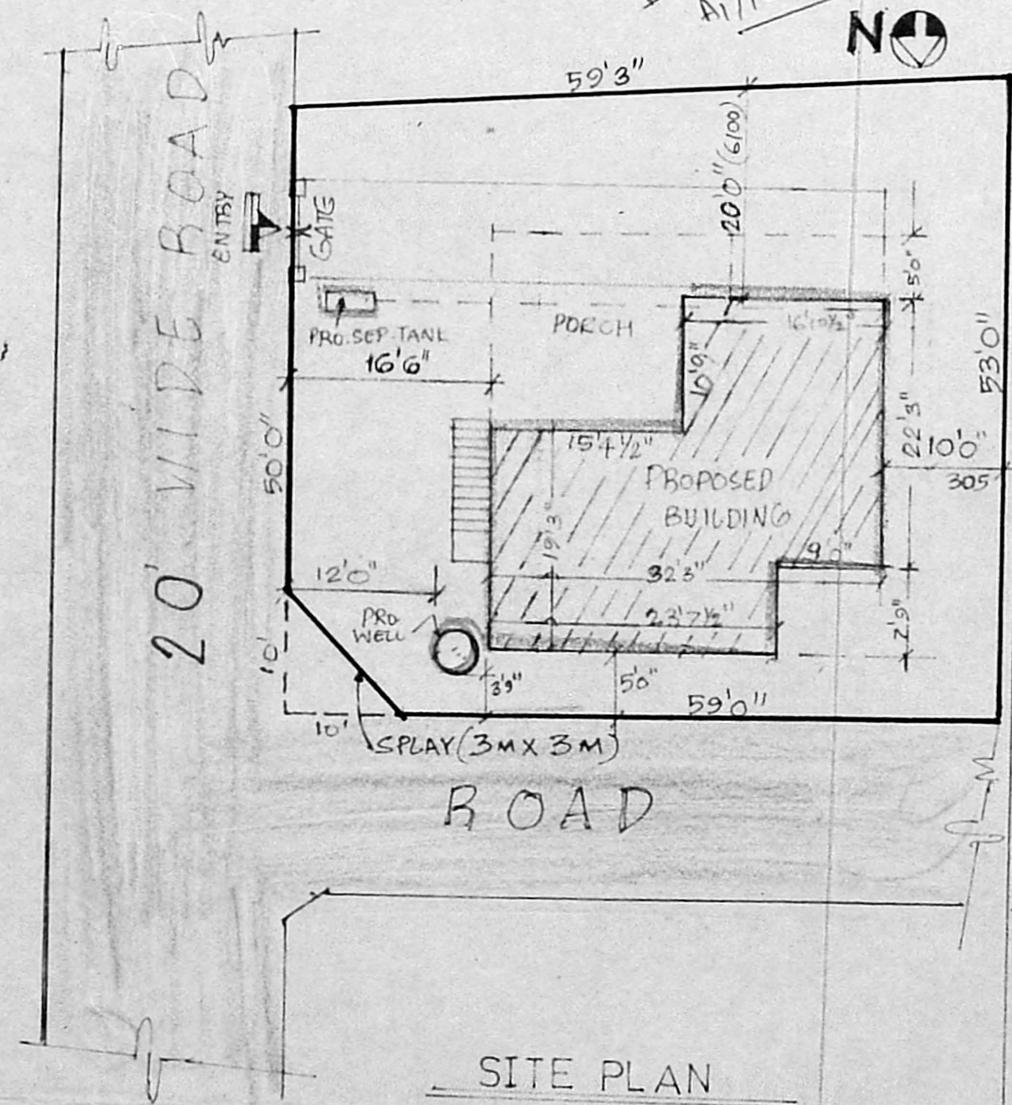 N
59'3"
20'0"(6100)
20' WIDE ROAD
ENTRY
GATE
5'0"
PRO.SEP.TANK
PORCH
16'10½"
16'6"
10'9"
53'0"
22'3"
50'0"
15'4½"
10'0"
305
PROPOSED
BUILDING
19'3"
9'0"
12'0"
32'3"
PRO
WELL
23'7½"
10'
3'9"
5'0"
59'0"
10'
SPLAY(3M X 3M)
ROAD
SITE PLAN